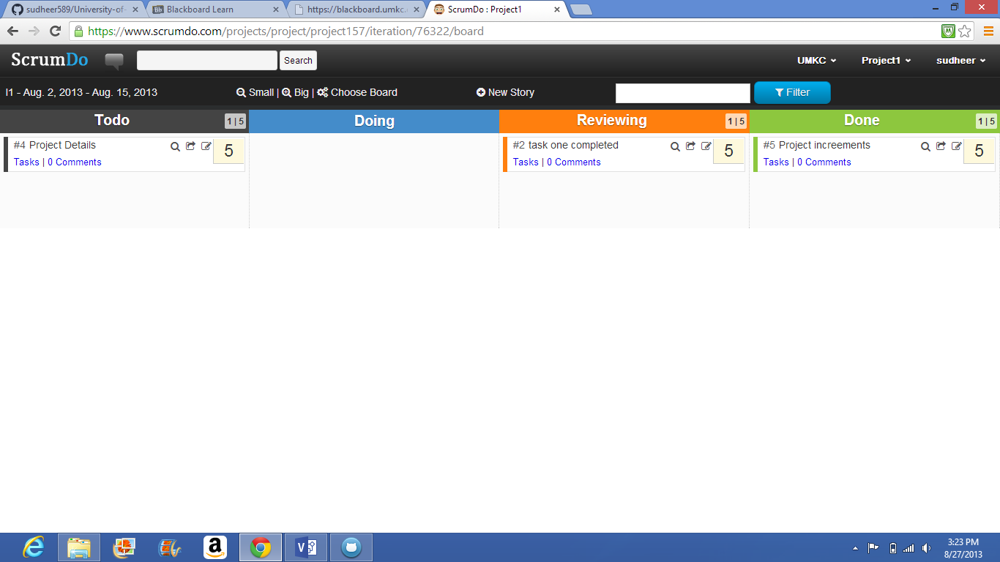 sudheer589/University-of-
Blackboard Learn
https://blackboard.umkc.
ScrumDo : Project1
https://www.scrumdo.com/projects/project/project157/iteration/76322/board
ScrumDo
Search
UMKC
Project1
sudheer
I1 - Aug. 2, 2013 - Aug. 15, 2013
Small | Big | Choose Board
New Story
Filter
Todo
1 | 5
Doing
Reviewing
1 | 5
Done
1 | 5
#4 Project Details
5
Tasks | 0 Comments
#2 task one completed
5
Tasks | 0 Comments
#5 Project increements
5
Tasks | 0 Comments
3:23 PM
8/27/2013